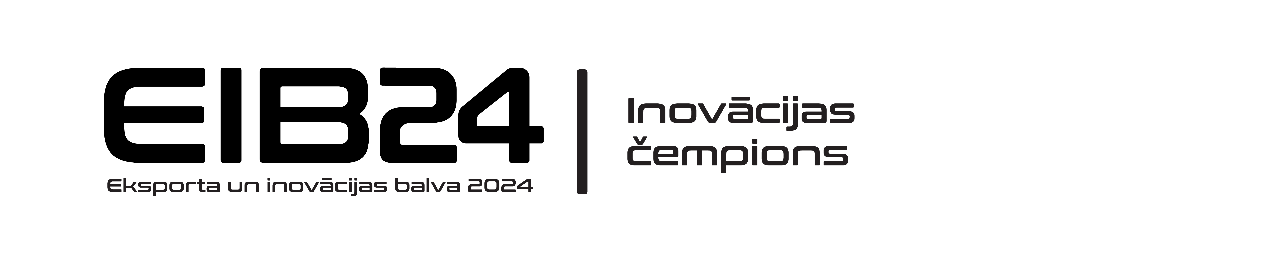 EIB24
Eksporta un inovācijas balva 2024
Inovācijas
čempions